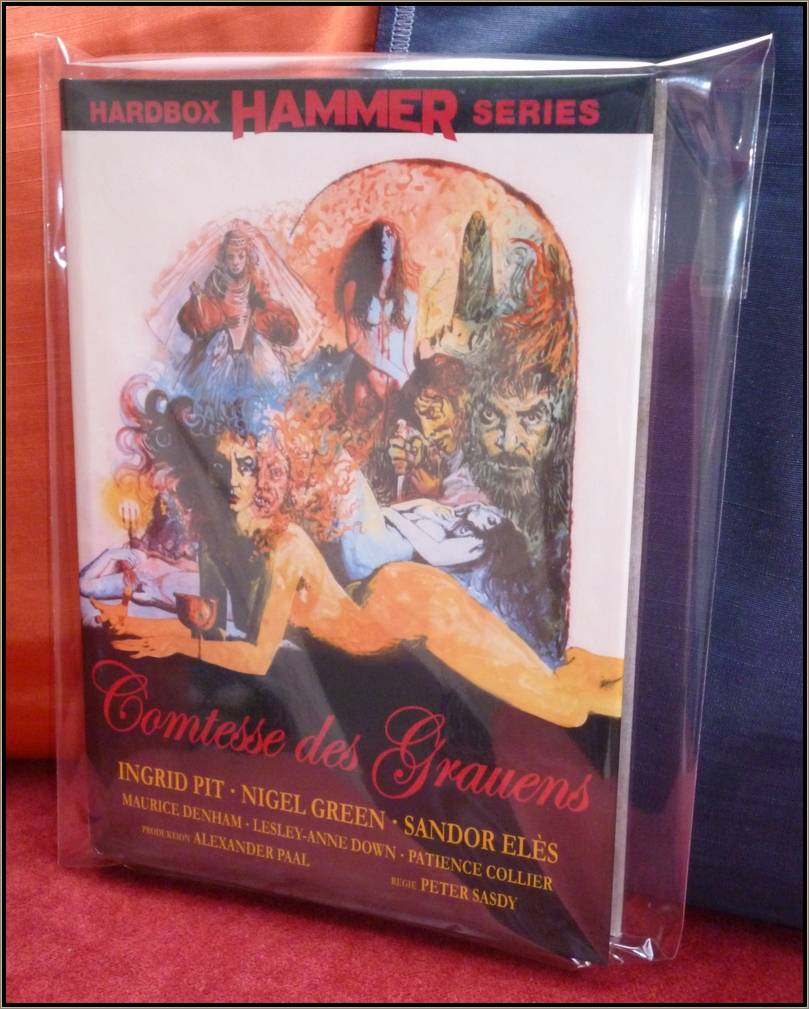 HARDBOX HAMMER SERIES
Comtesse des Grauens
INGRID PIT · NIGEL GREEN · SANDOR ELÈS
MAURICE DENHAM · LESLEY-ANNE DOWN · PATIENCE COLLIER
PRODUKTION ALEXANDER PAAL
REGIE PETER SASDY